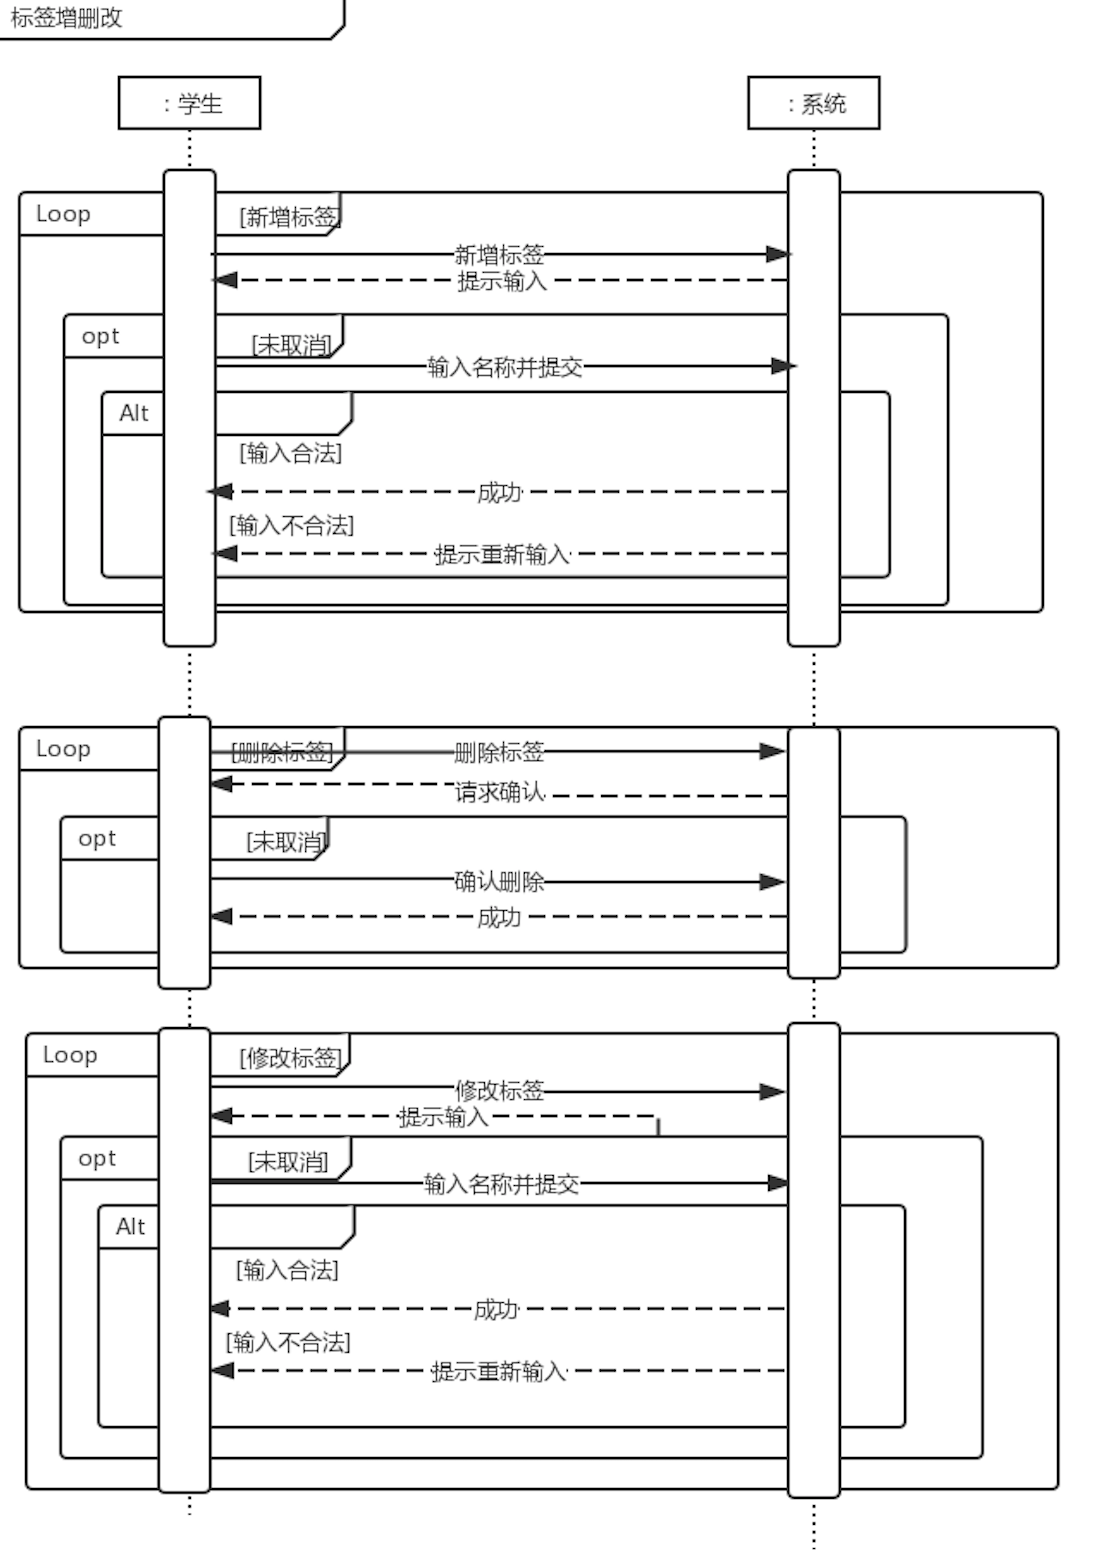 标签增删改
: 学生
: 系统
Loop [新增标签]
新增标签
提示输入
opt [未取消]
输入名称并提交
Alt
[输入合法]
成功
[输入不合法]
提示重新输入
Loop [删除标签] 删除标签
请求确认
opt [未取消]
确认删除
成功
Loop [修改标签]
修改标签
提示输入
opt [未取消]
输入名称并提交
Alt
[输入合法]
成功
[输入不合法]
提示重新输入